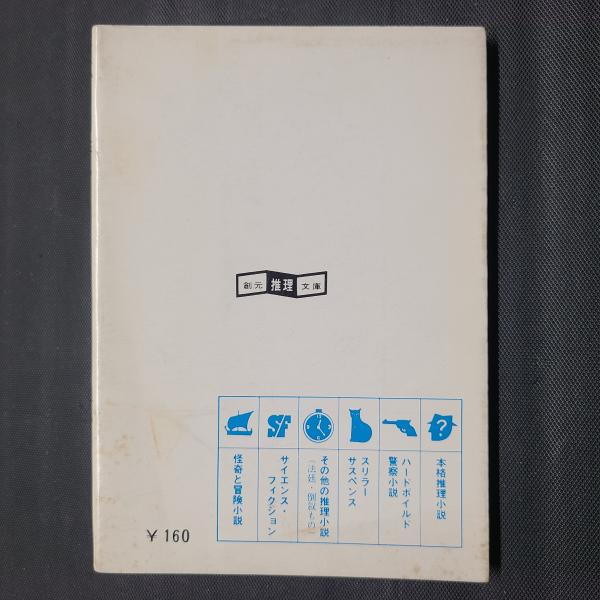 創元推理文庫
?
本格推理小説
ハードボイルド
警察小説
スリラー
サスペンス
12
6
その他の推理小説
(法廷・倒叙もの)
SF
サイエンス・
フィクション
怪奇と冒険小説
¥160